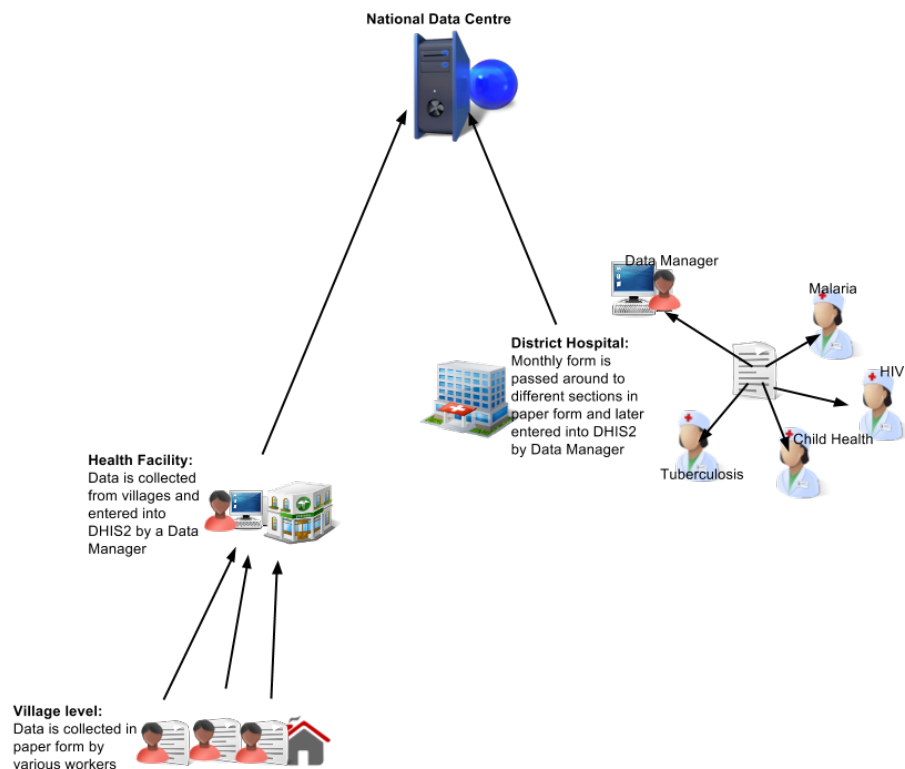 National Data Centre
Data Manager
Malaria
District Hospital:
Monthly form is
passed around to
different sections in
paper form and later
entered into DHIS2
by Data Manager
HIV
Child Health
Tuberculosis
Health Facility:
Data is collected
from villages and
entered into
DHIS2 by a Data
Manager
Village level:
Data is collected in
paper form by
various workers